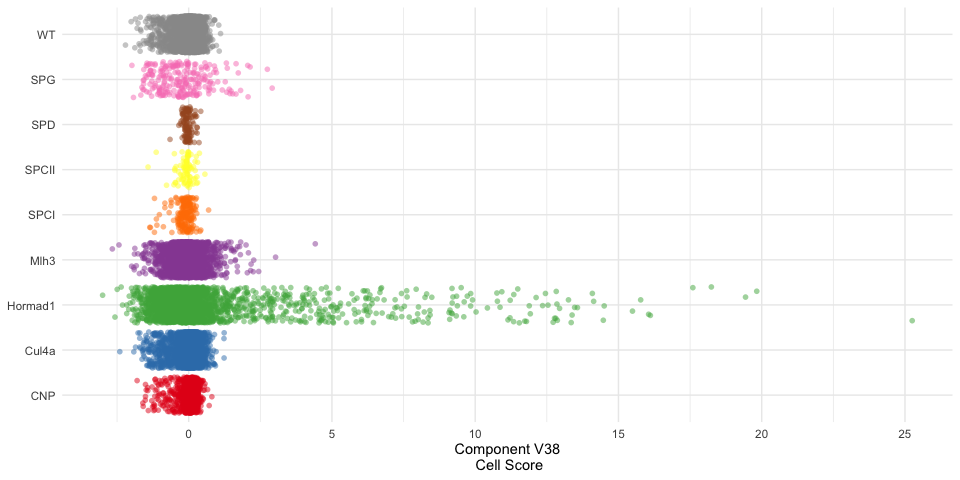 WT
SPG
SPD
SPCII
SPCI
Mlh3
Hormad1
Cul4a
CNP
0 5 10 15 20 25
Component V38
Cell Score